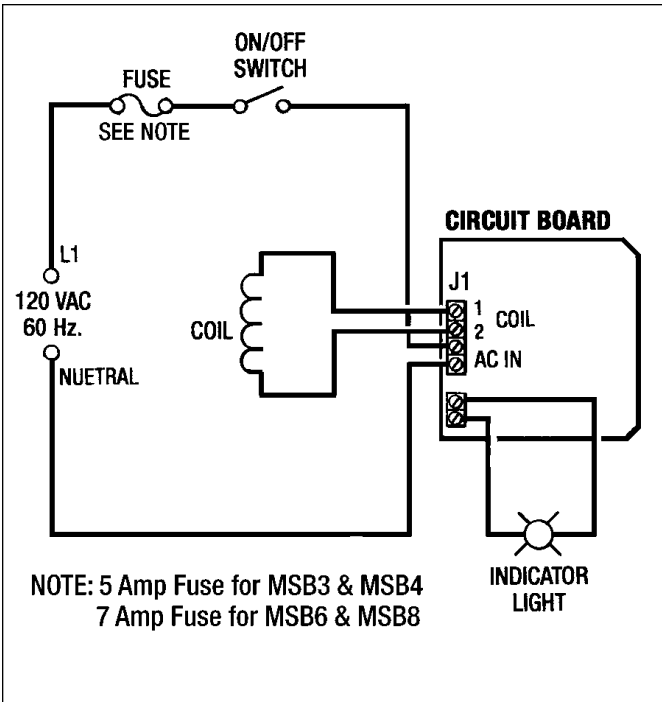 ON/OFF
SWITCH
FUSE
SEE NOTE
CIRCUIT BOARD
L1
120 VAC
60 Hz.
NUETRAL
COIL
J1
1
2
COIL
AC IN
INDICATOR
LIGHT
NOTE: 5 Amp Fuse for MSB3 & MSB4
7 Amp Fuse for MSB6 & MSB8